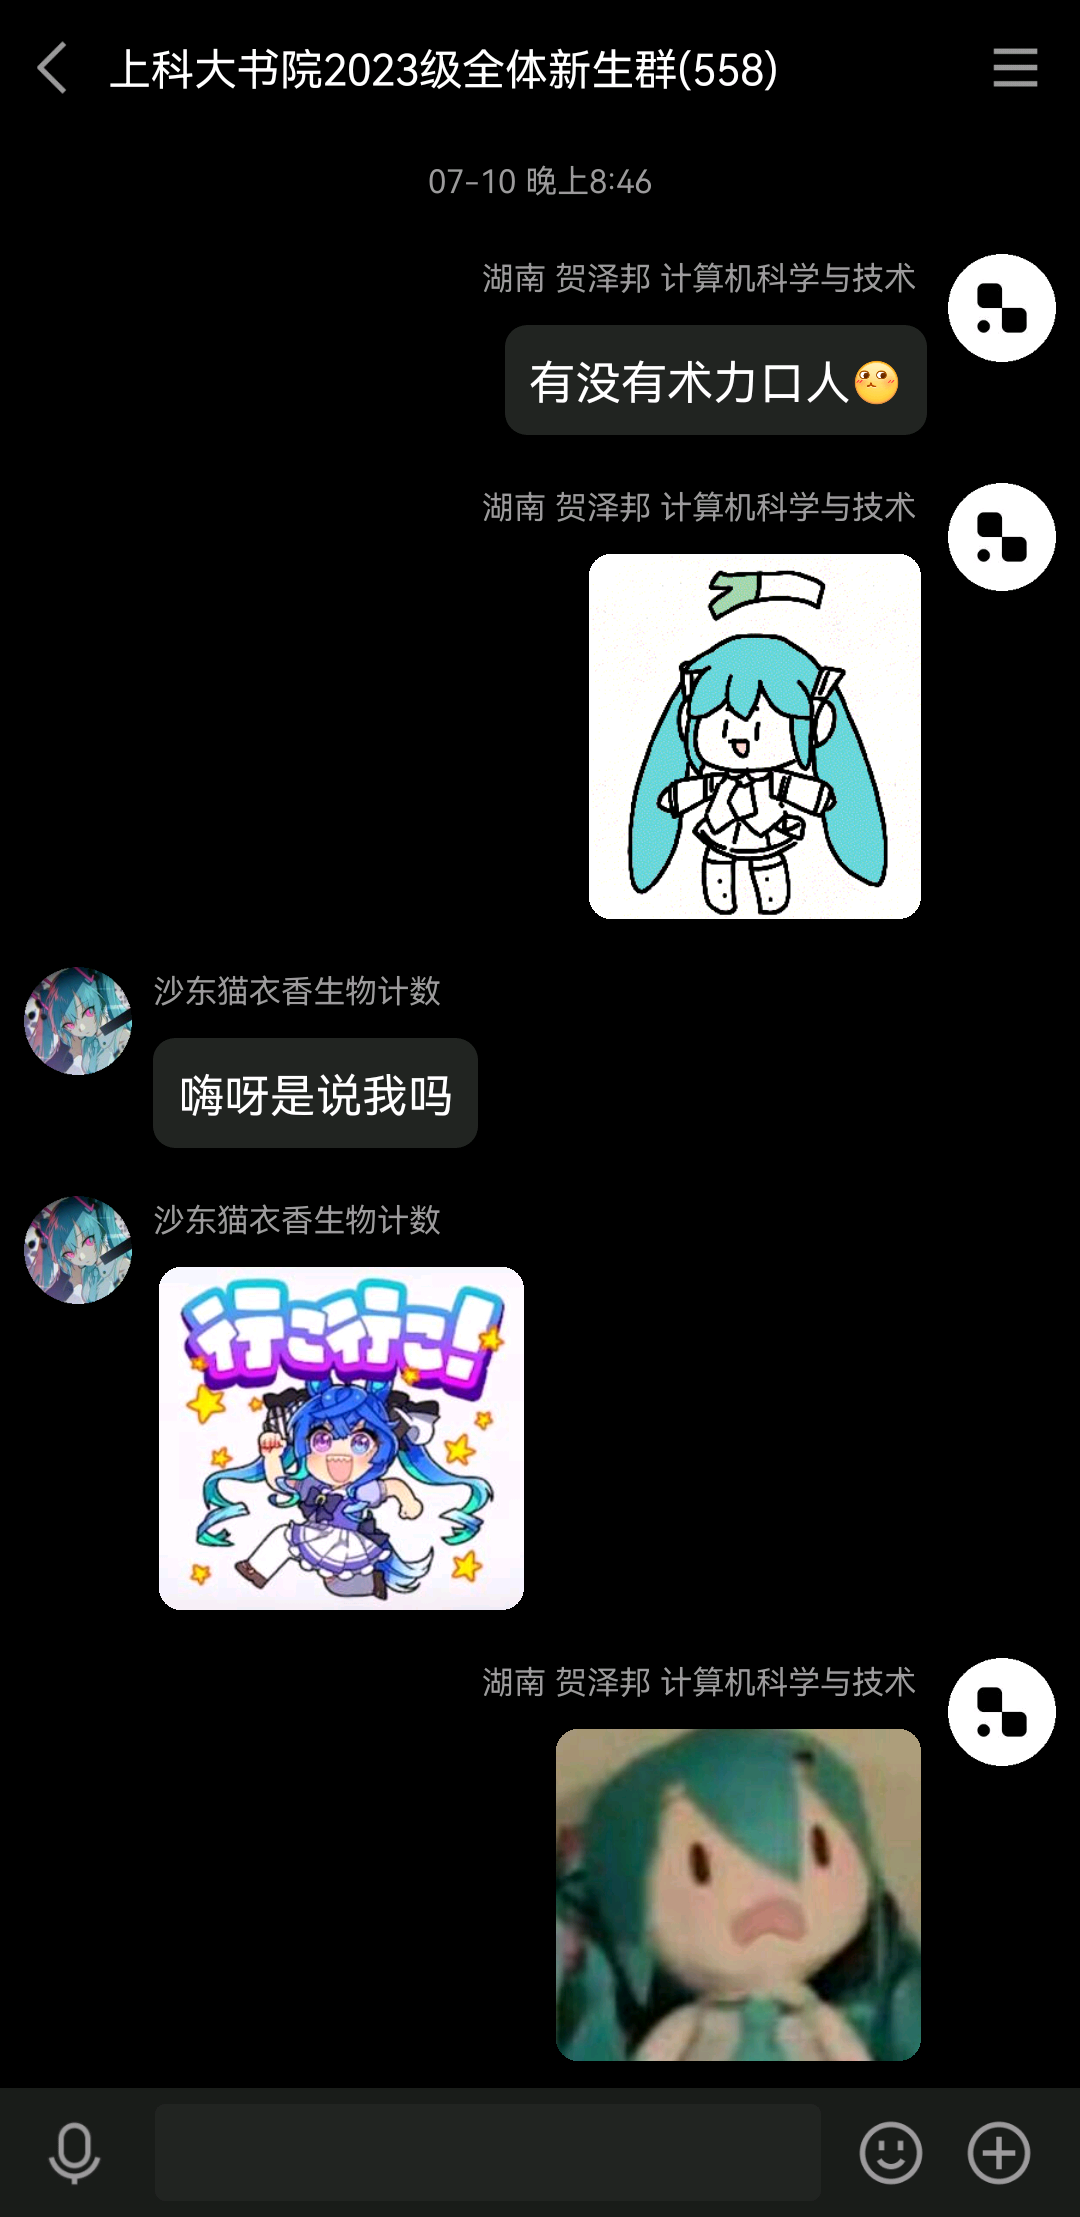 上科大书院2023级全体新生群(558)
07-10 晚上8:46
湖南 贺泽邦 计算机科学与技术
有没有术力口人
湖南 贺泽邦 计算机科学与技术
沙东猫衣香生物计数
嗨呀是说我吗
沙东猫衣香生物计数
行こ行こ!
湖南 贺泽邦 计算机科学与技术